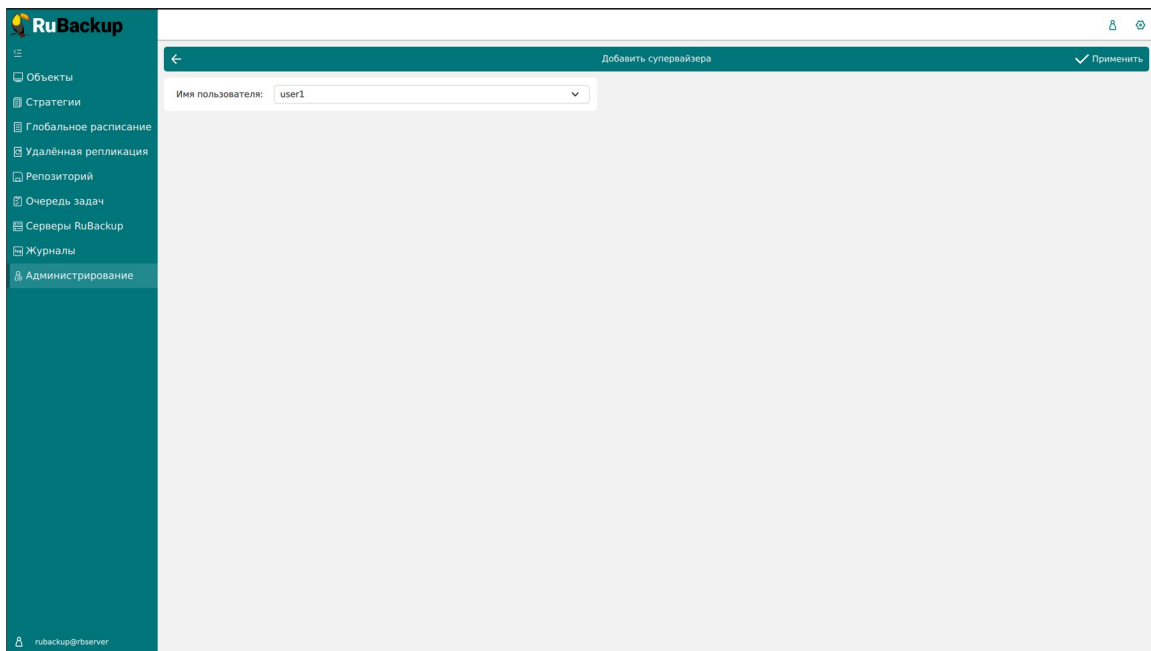 RuBackup
Добавить супервайзера
Применить
Объекты
Имя пользователя: user1
Стратегии
Глобальное расписание
Удалённая репликация
Репозиторий
Очередь задач
Серверы RuBackup
Журналы
Администрирование
rubackup@rbserver